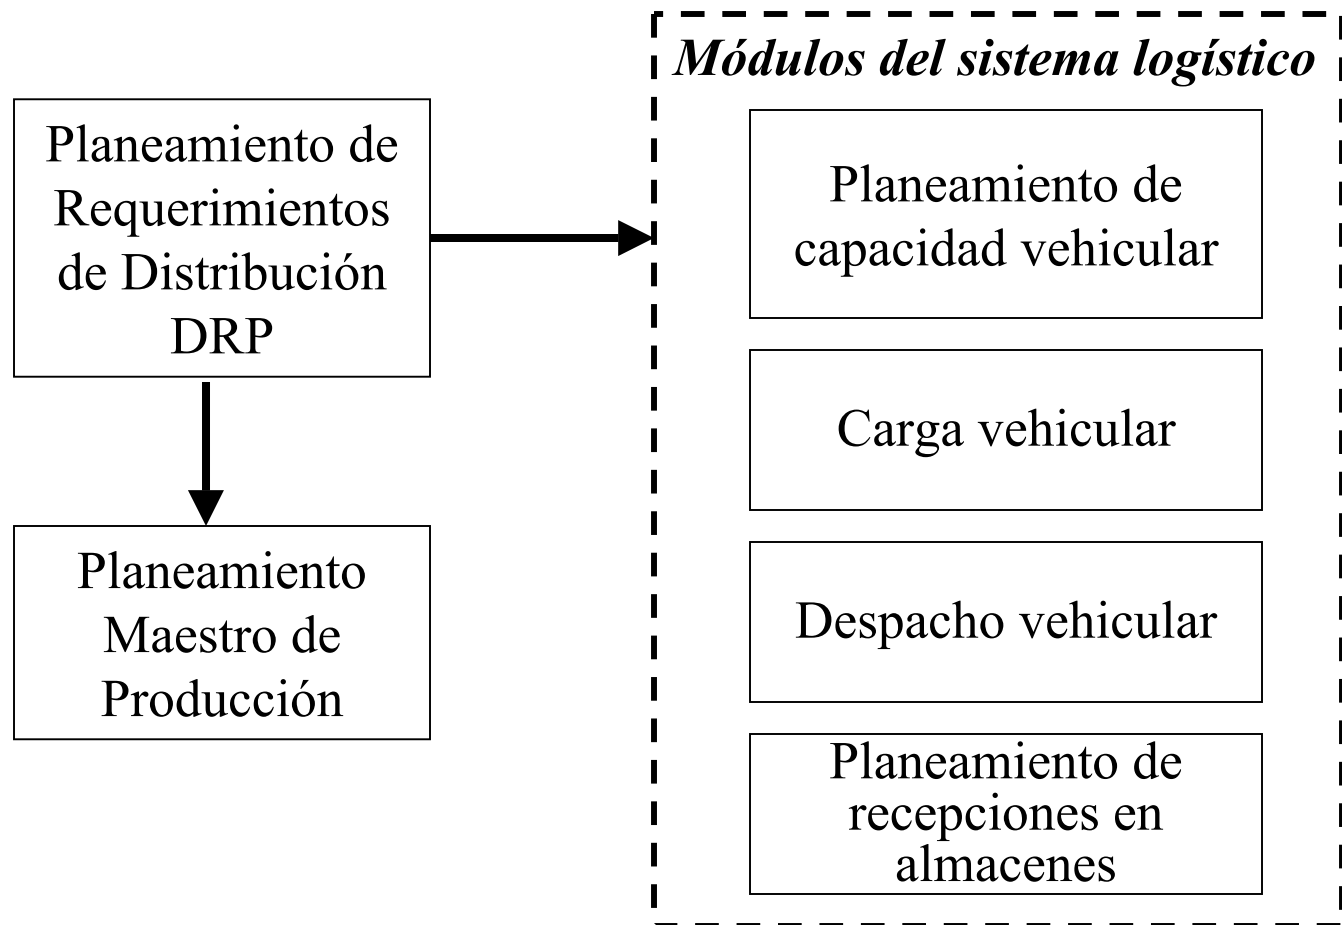 Planeamiento de
Requerimientos
de Distribución
DRP
Planeamiento
Maestro de
Producción
Módulos del sistema logístico
Planeamiento de
capacidad vehicular
Carga vehicular
Despacho vehicular
Planeamiento de
recepciones en
almacenes